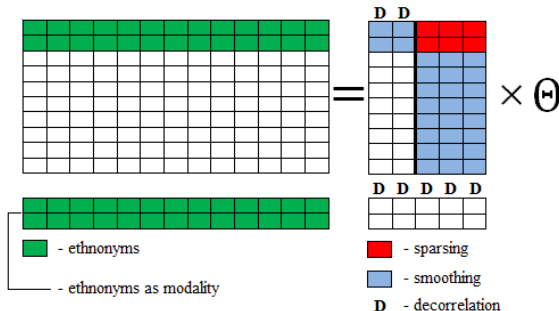 D D
= × Θ
D D D D D
- ethnonyms
- ethnonyms as modality
- sparsing
- smoothing
D - decorrelation